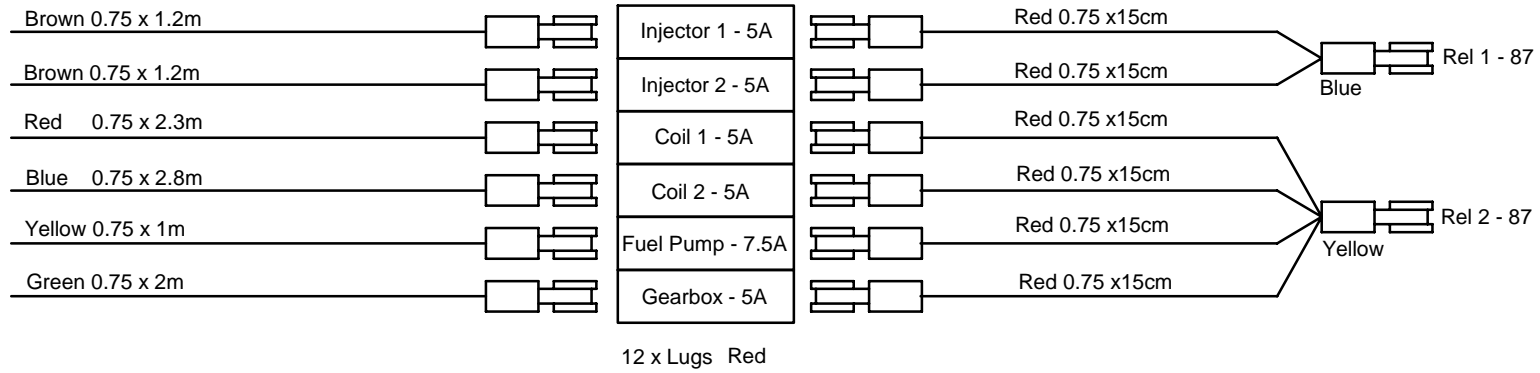 Brown 0.75 x 1.2m
Injector 1 - 5A
Red 0.75 x15cm
Rel 1 - 87
Brown 0.75 x 1.2m
Injector 2 - 5A
Red 0.75 x15cm
Blue
Red 0.75 x 2.3m
Coil 1 - 5A
Red 0.75 x15cm
Blue 0.75 x 2.8m
Coil 2 - 5A
Red 0.75 x15cm
Rel 2 - 87
Yellow 0.75 x 1m
Fuel Pump - 7.5A
Red 0.75 x15cm
Yellow
Green 0.75 x 2m
Gearbox - 5A
Red 0.75 x15cm
12 x Lugs Red